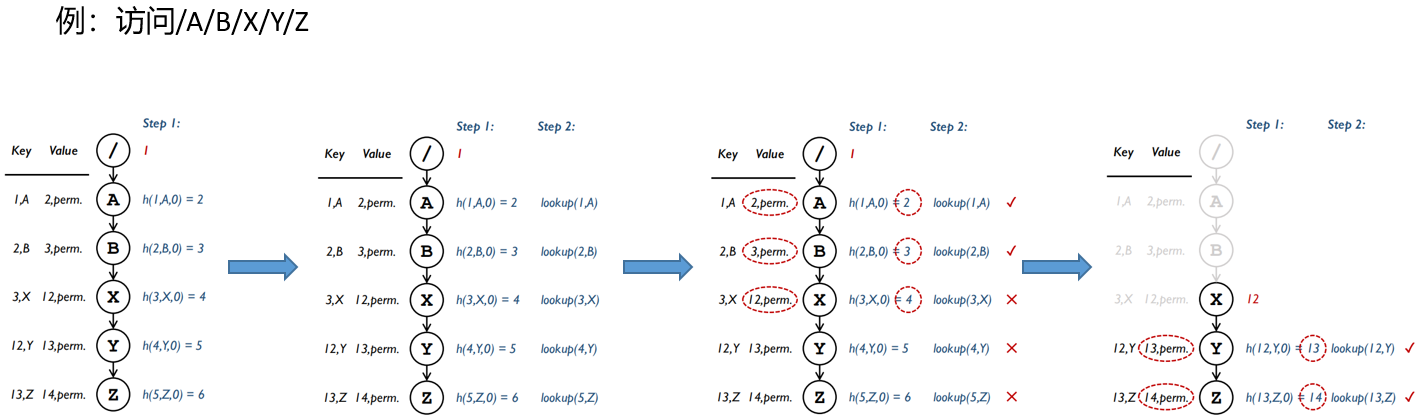 例：访问/A/B/X/Y/Z
Step 1:
Key Value / 1
1,A 2,perm. A h(1,A,0) = 2
2,B 3,perm. B h(2,B,0) = 3
3,X 12,perm. X h(3,X,0) = 4
12,Y 13,perm. Y h(4,Y,0) = 5
13,Z 14,perm. Z h(5,Z,0) = 6
Step 1: Step 2:
Key Value / 1
1,A 2,perm. A h(1,A,0) = 2 lookup(1,A)
2,B 3,perm. B h(2,B,0) = 3 lookup(2,B)
3,X 12,perm. X h(3,X,0) = 4 lookup(3,X)
12,Y 13,perm. Y h(4,Y,0) = 5 lookup(4,Y)
13,Z 14,perm. Z h(5,Z,0) = 6 lookup(5,Z)
Step 1: Step 2:
Key Value / 1
1,A 2,perm. A h(1,A,0) = 2 lookup(1,A) ✓
2,B 3,perm. B h(2,B,0) = 3 lookup(2,B) ✓
3,X 12,perm. X h(3,X,0) = 4 lookup(3,X) ✕
12,Y 13,perm. Y h(4,Y,0) = 5 lookup(4,Y) ✕
13,Z 14,perm. Z h(5,Z,0) = 6 lookup(5,Z) ✕
Step 1: Step 2:
Key Value /
1,A 2,perm. A
2,B 3,perm. B
3,X 12,perm. X 12
12,Y 13,perm. Y h(12,Y,0) = 13 lookup(12,Y) ✓
13,Z 14,perm. Z h(13,Z,0) = 14 lookup(13,Z) ✓